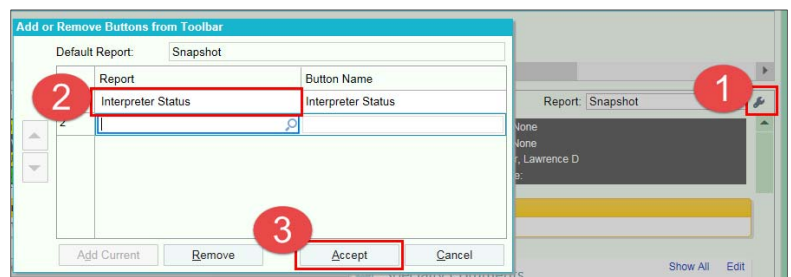 Add or Remove Buttons from Toolbar
Default Report: Snapshot
Report Button Name
Interpreter Status Interpreter Status
2
2
3
1
Add Current Remove Accept Cancel
Report: Snapshot
None
None
, Lawrence D
e:
Show All Edit